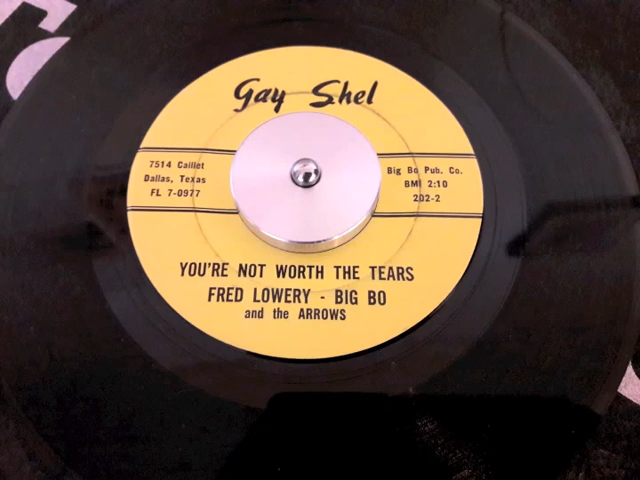 Gay Shel
7514 Caillet
Dallas, Texas
FL 7-0977
Big Bo Pub. Co.
BMI 2:10
202-2
YOU'RE NOT WORTH THE TEARS
FRED LOWERY - BIG BO
and the ARROWS